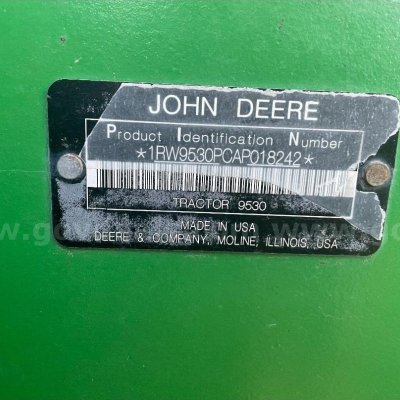 JOHN DEERE
Product Identification Number
*1RW9530PCAP018242*
TRACTOR 9530
MADE IN USA
DEERE & COMPANY, MOLINE, ILLINOIS, USA